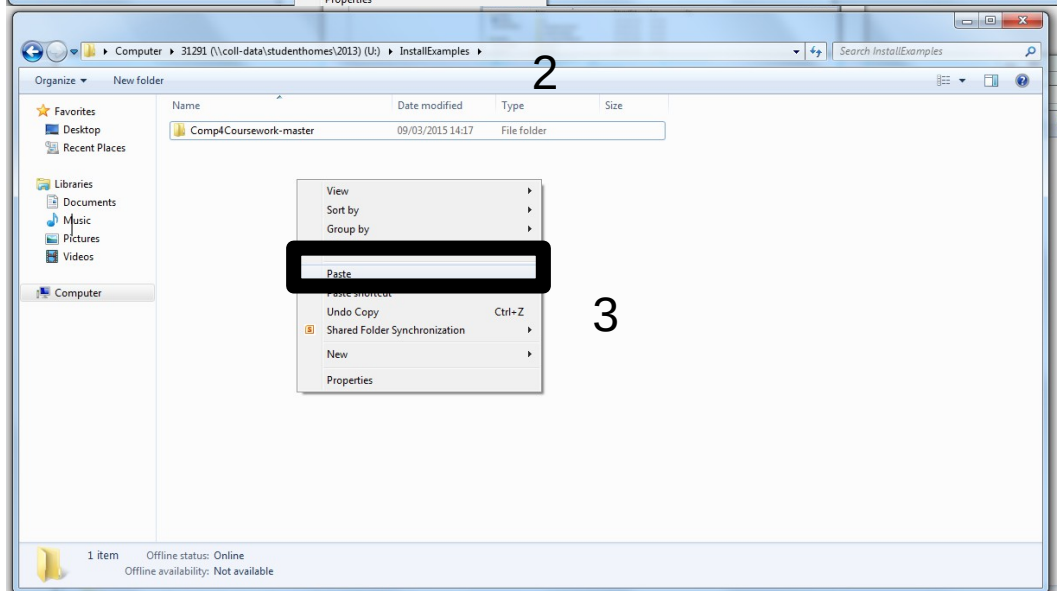 Properties
Computer ▸ 31291 (\\coll-data\studenthomes\2013) (U:) ▸ InstallExamples ▸
Search InstallExamples
2
Organize
New folder
Favorites
Desktop
Recent Places
Libraries
Documents
Music
Pictures
Videos
Computer
Name
Date modified
Type
Size
Comp4Coursework-master
09/03/2015 14:17
File folder
View
Sort by
Group by
Paste
Paste shortcut
Undo Copy
Ctrl+Z
Shared Folder Synchronization
New
Properties
3
1 item
Offline status: Online
Offline availability: Not available